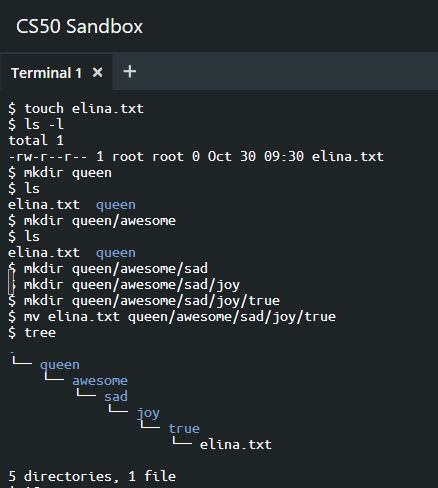 CS50 Sandbox
Terminal 1 × +
$ touch elina.txt
$ ls -l
total 1
-rw-r--r-- 1 root root 0 Oct 30 09:30 elina.txt
$ mkdir queen
$ ls
elina.txt  queen
$ mkdir queen/awesome
$ ls
elina.txt  queen
$ mkdir queen/awesome/sad
$ mkdir queen/awesome/sad/joy
$ mkdir queen/awesome/sad/joy/true
$ mv elina.txt queen/awesome/sad/joy/true
$ tree
.
└── queen
    └── awesome
        └── sad
            └── joy
                └── true
                    └── elina.txt

5 directories, 1 file